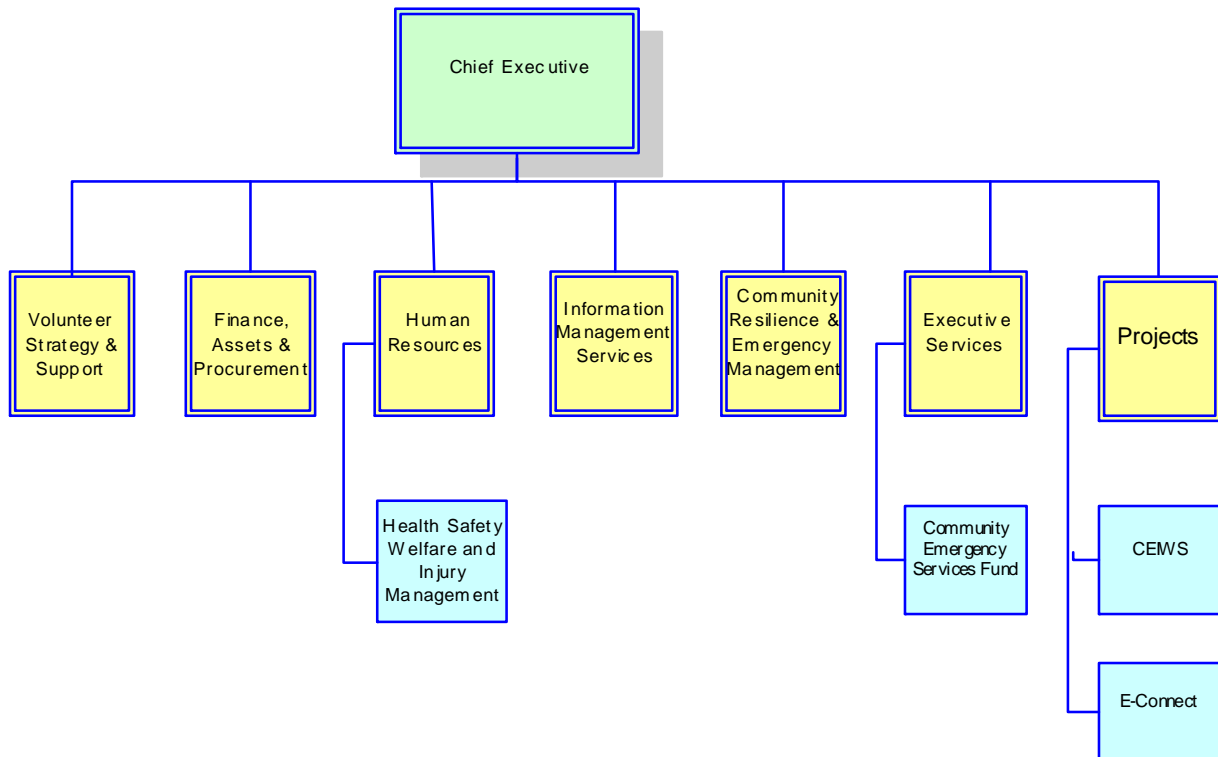 Chief Executive
Volunteer
Strategy &
Support
Finance,
Assets &
Procurement
Human
Resources
Information
Management
Services
Community
Resilience &
Emergency
Management
Executive
Services
Projects
Health Safety
Welfare and
Injury
Management
Community
Emergency
Services Fund
CEIWS
E-Connect